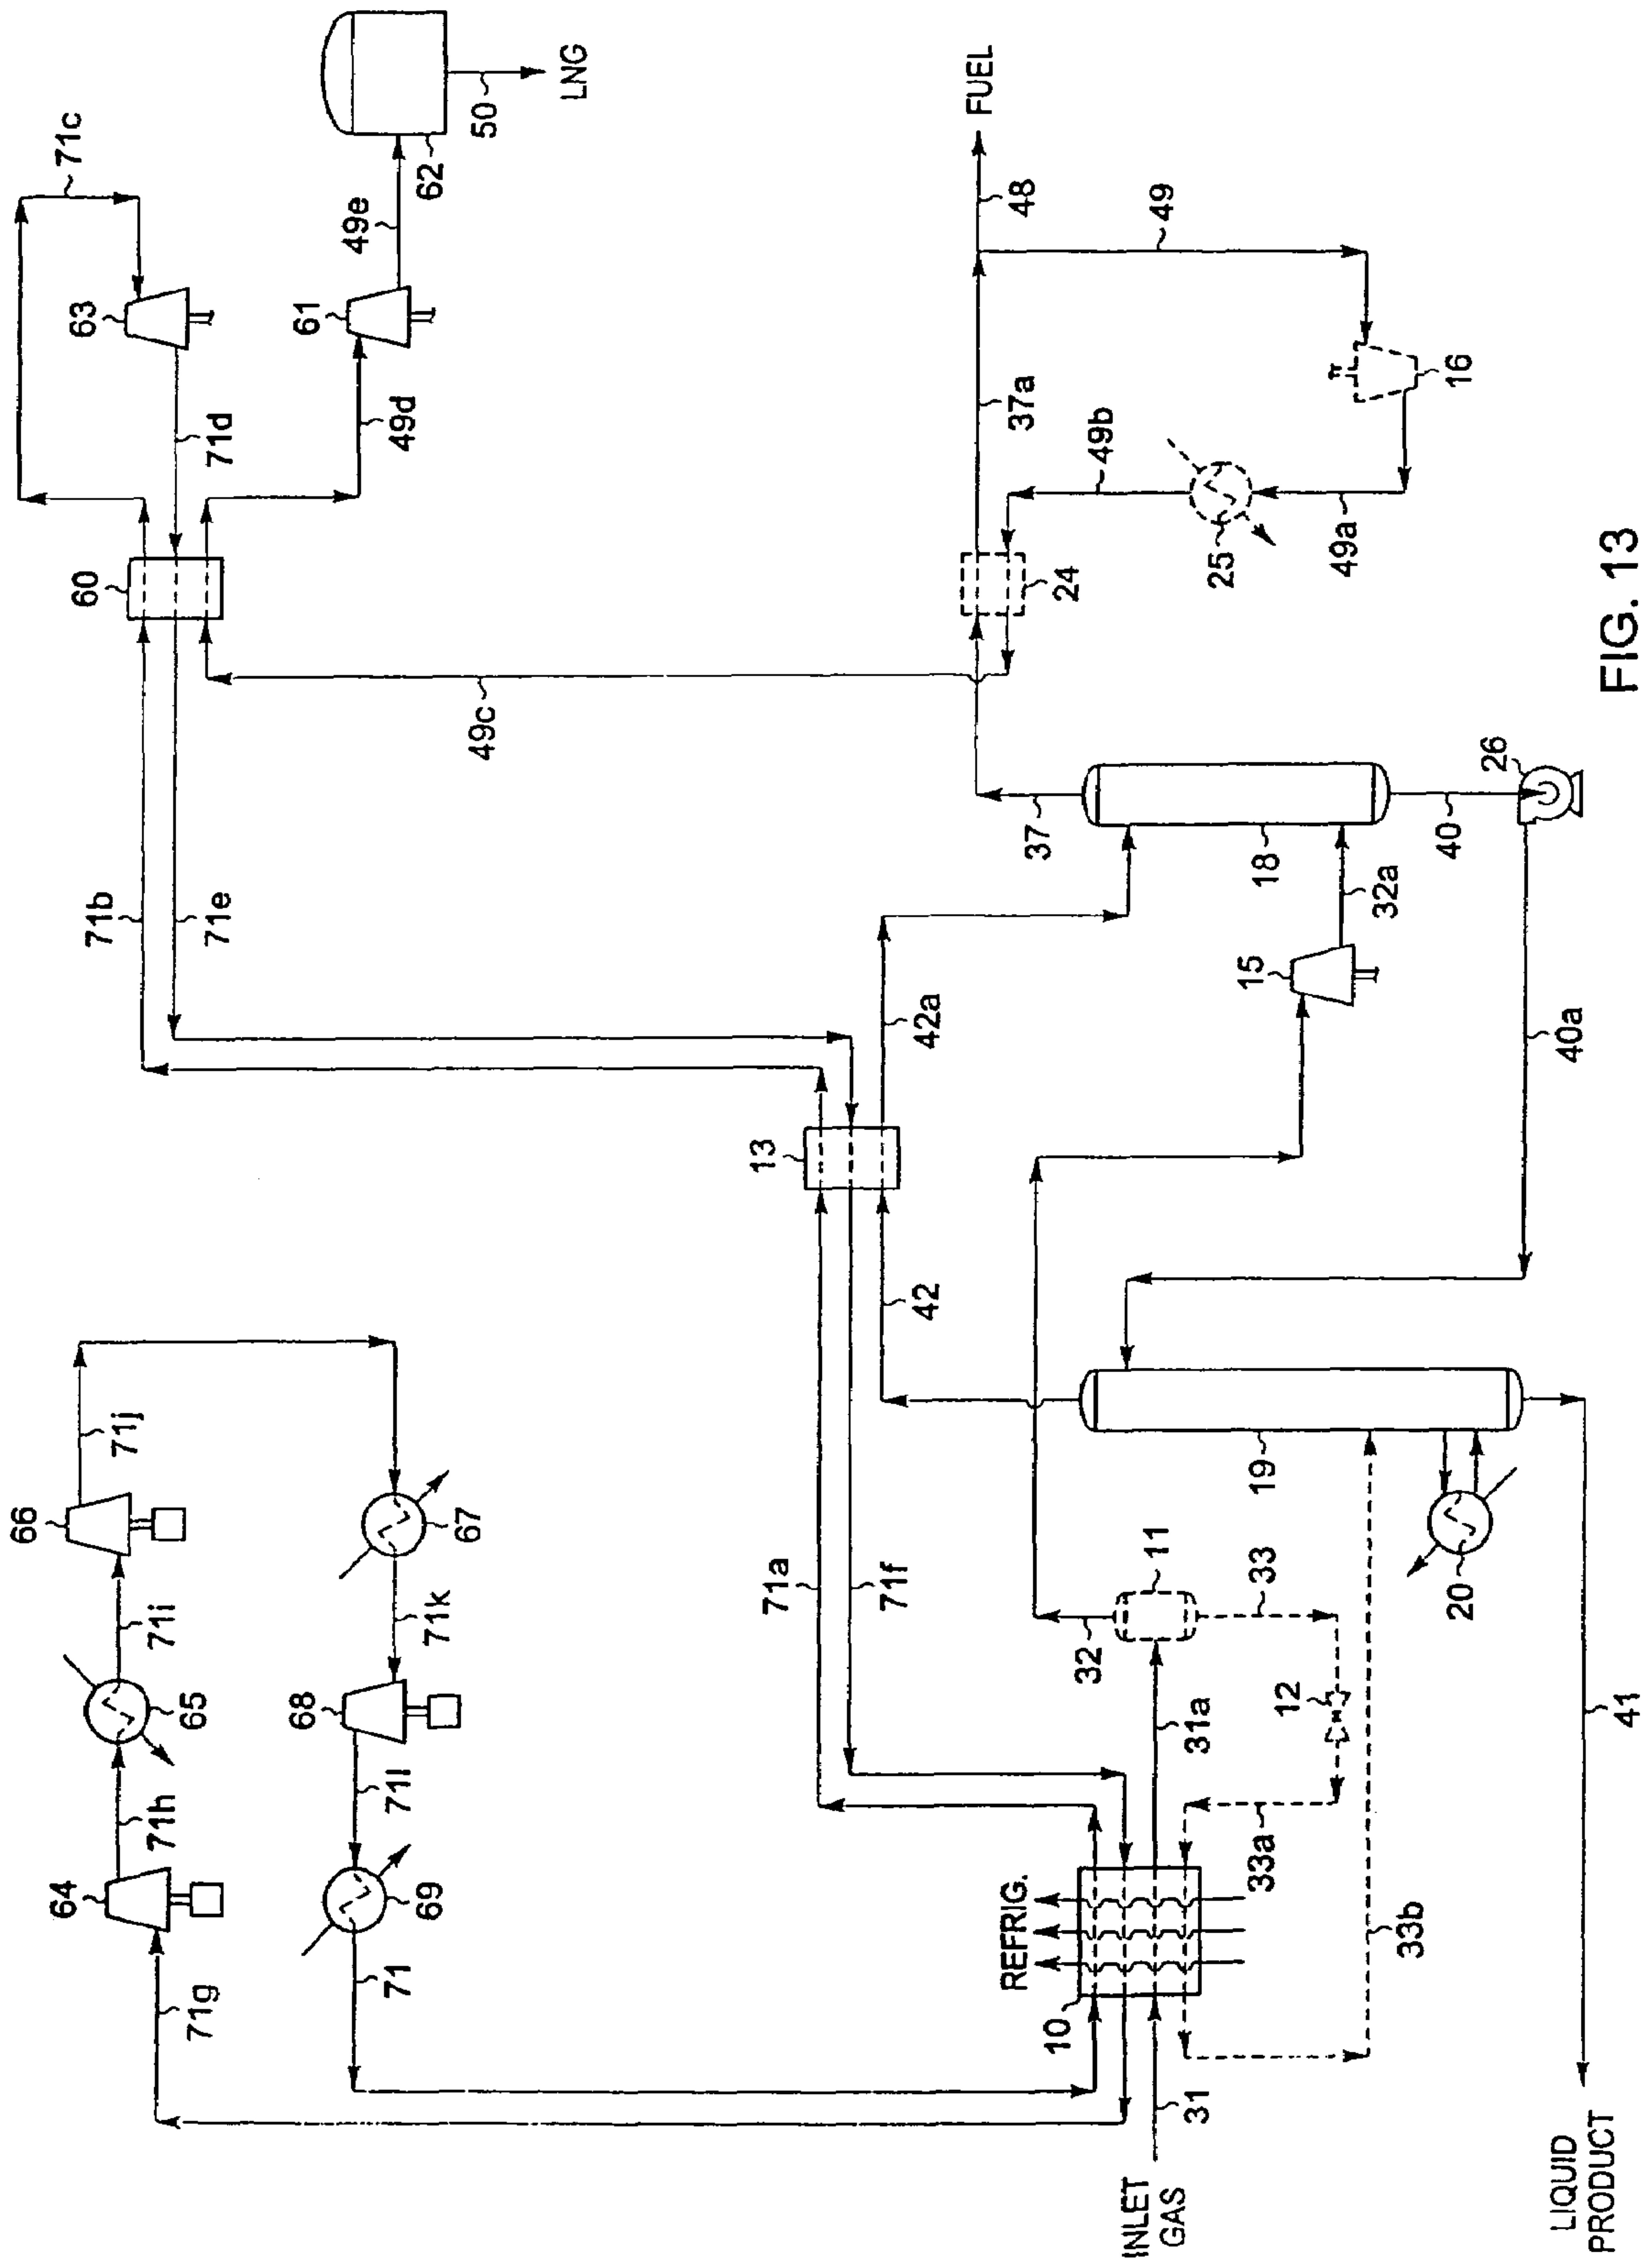 66
64
71c
63
60
71b
71j
71i
71h
65
71g
71e
71d
68
61
49e
71
71l
49d
69
71k
62
67
49c
50
LNG
13
71a
71f
42
42a
FUEL
REFRIG.
37
37a
48
10
32
24
49b
INLET
GAS
11
49
31
31a
25
15
33a
33
19
18
12
49a
32a
33b
40
16
20
26
40a
LIQUID
PRODUCT
41
FIG. 13